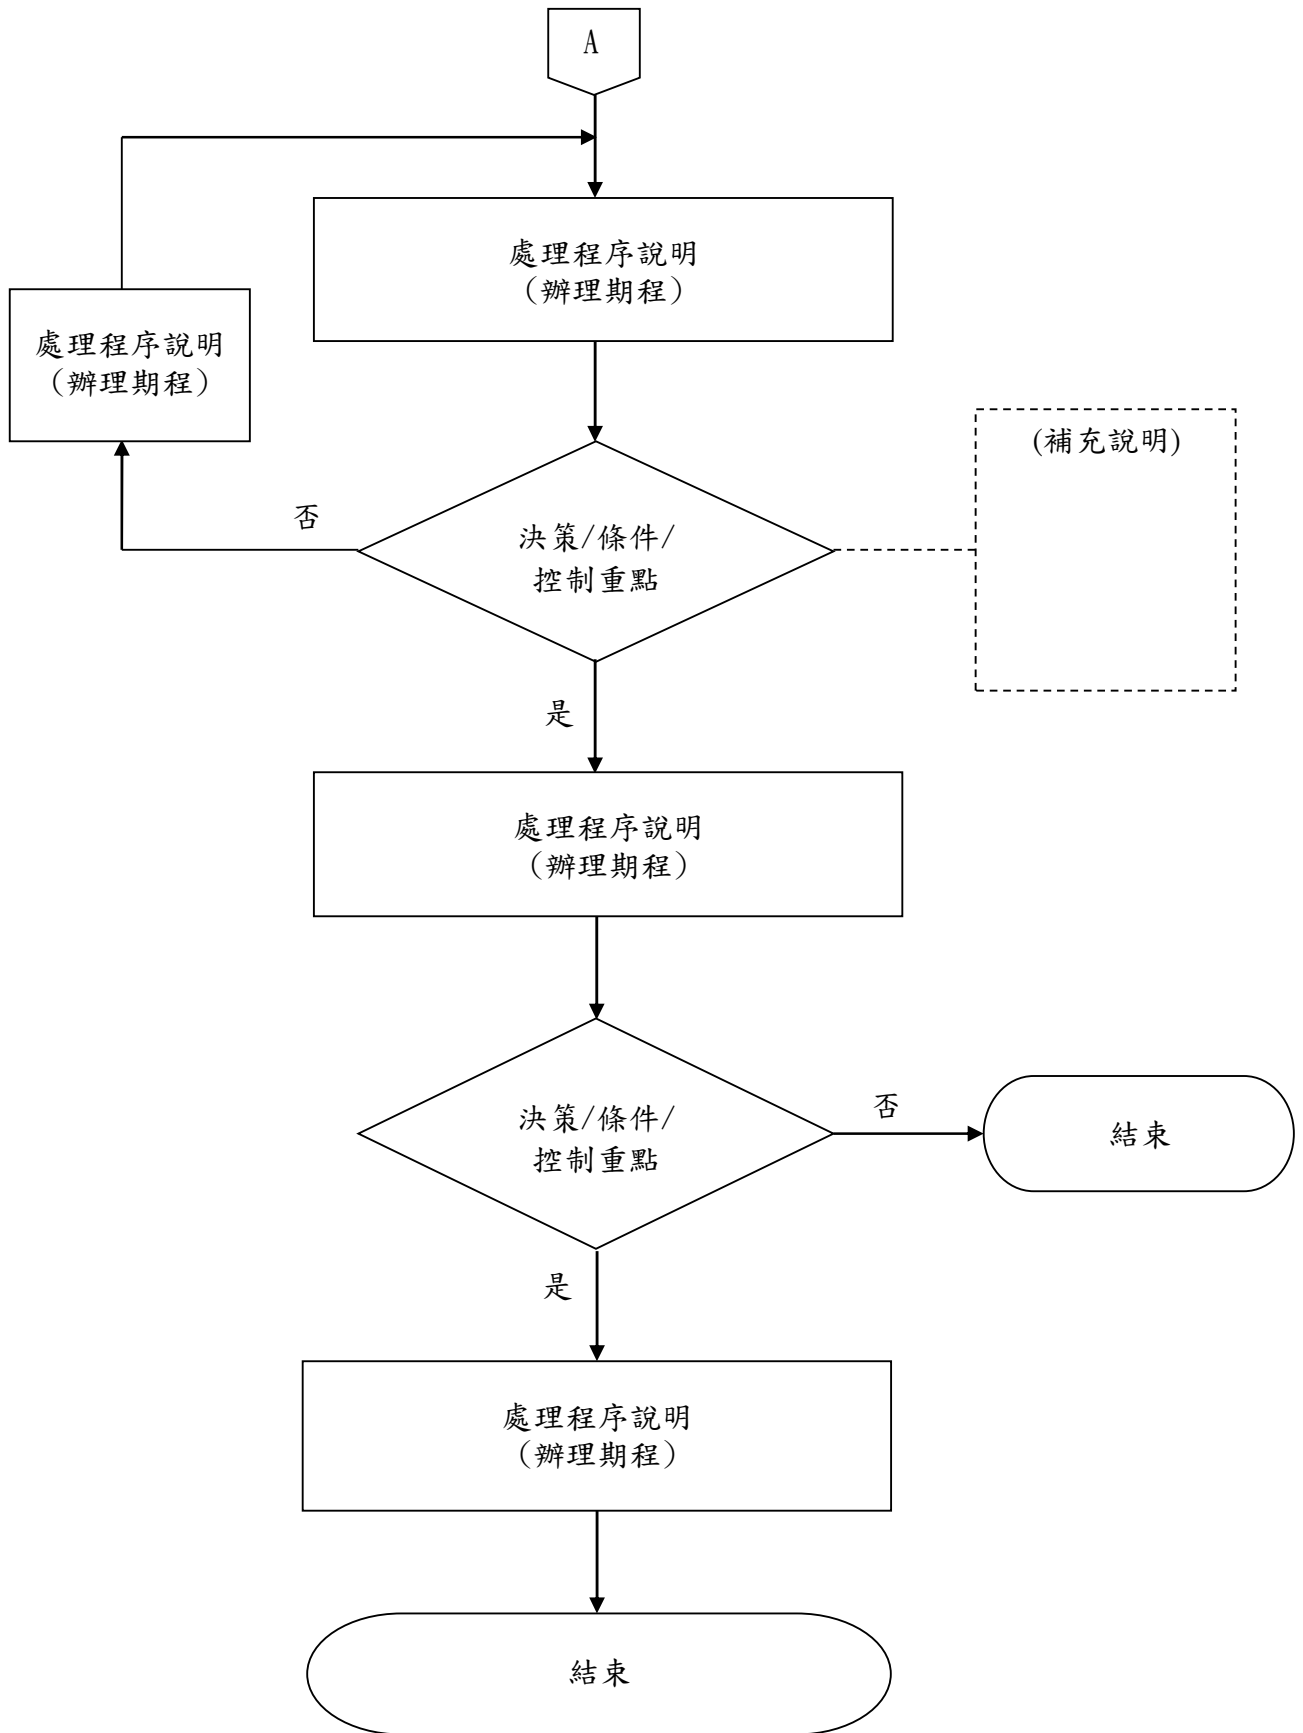 A
處理程序說明
（辦理期程）
處理程序說明
（辦理期程）
(補充說明)
否
決策/條件/
控制重點
是
處理程序說明
（辦理期程）
決策/條件/
控制重點
否
結束
是
處理程序說明
（辦理期程）
結束